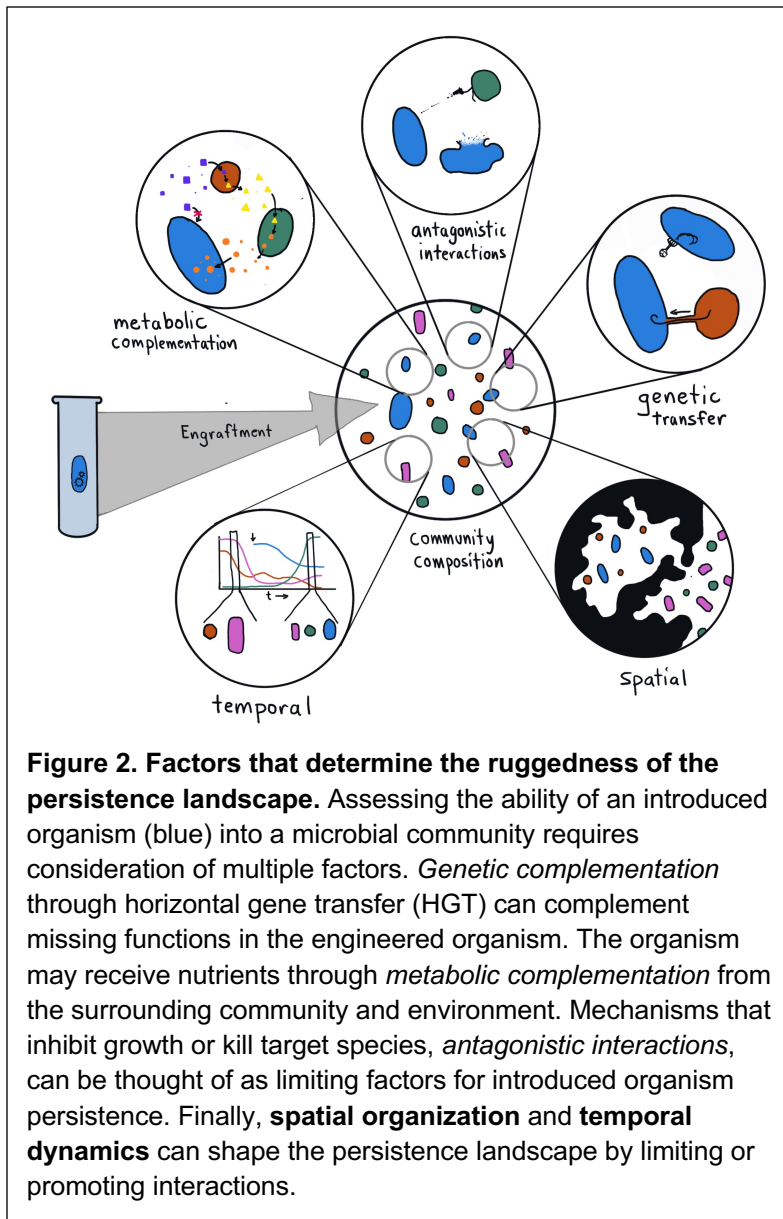 antagonistic
interactions
metabolic
complementation
genetic
transfer
Engraftment
community
composition
t →
temporal
spatial
Figure 2. Factors that determine the ruggedness of the
persistence landscape. Assessing the ability of an introduced
organism (blue) into a microbial community requires
consideration of multiple factors. Genetic complementation
through horizontal gene transfer (HGT) can complement
missing functions in the engineered organism. The organism
may receive nutrients through metabolic complementation from
the surrounding community and environment. Mechanisms that
inhibit growth or kill target species, antagonistic interactions,
can be thought of as limiting factors for introduced organism
persistence. Finally, spatial organization and temporal
dynamics can shape the persistence landscape by limiting or
promoting interactions.